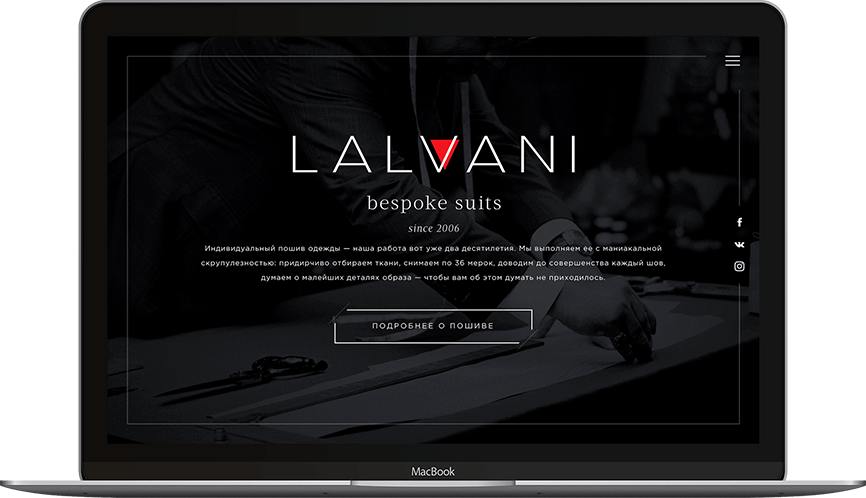 LALVANI
bespoke suits
since 2006
Индивидуальный пошив одежды — наша работа вот уже два десятилетия. Мы выполняем ее с маниакальной
скрупулезностью: придирчиво отбираем ткани, снимаем по 36 мерок, доводим до совершенства каждый шов,
думаем о малейших деталях образа — чтобы вам об этом думать не приходилось.
ПОДРОБНЕЕ О ПОШИВЕ
MacBook